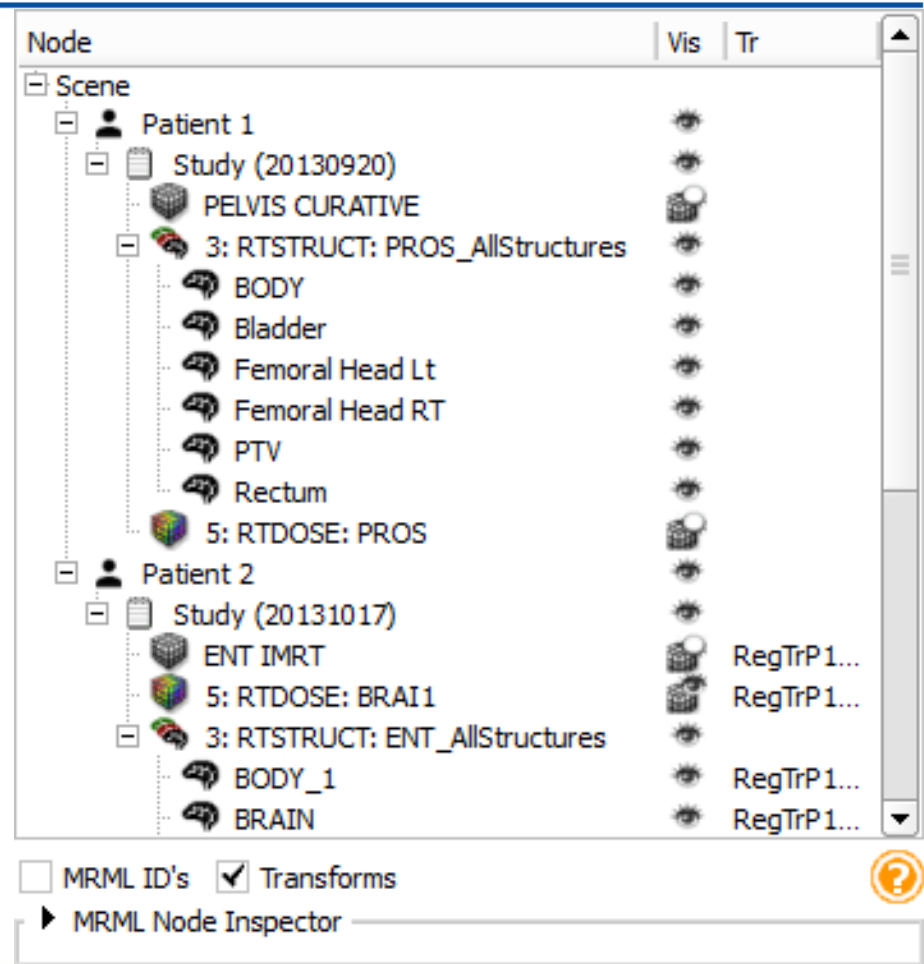 Node Vis Tr
Scene
Patient 1
Study (20130920)
PELVIS CURATIVE
3: RTSTRUCT: PROS_AllStructures
BODY
Bladder
Femoral Head Lt
Femoral Head RT
PTV
Rectum
5: RTDOSE: PROS
Patient 2
Study (20131017)
ENT IMRT RegTrP1...
5: RTDOSE: BRAI1 RegTrP1...
3: RTSTRUCT: ENT_AllStructures
BODY_1 RegTrP1...
BRAIN RegTrP1...
MRML ID's Transforms
MRML Node Inspector